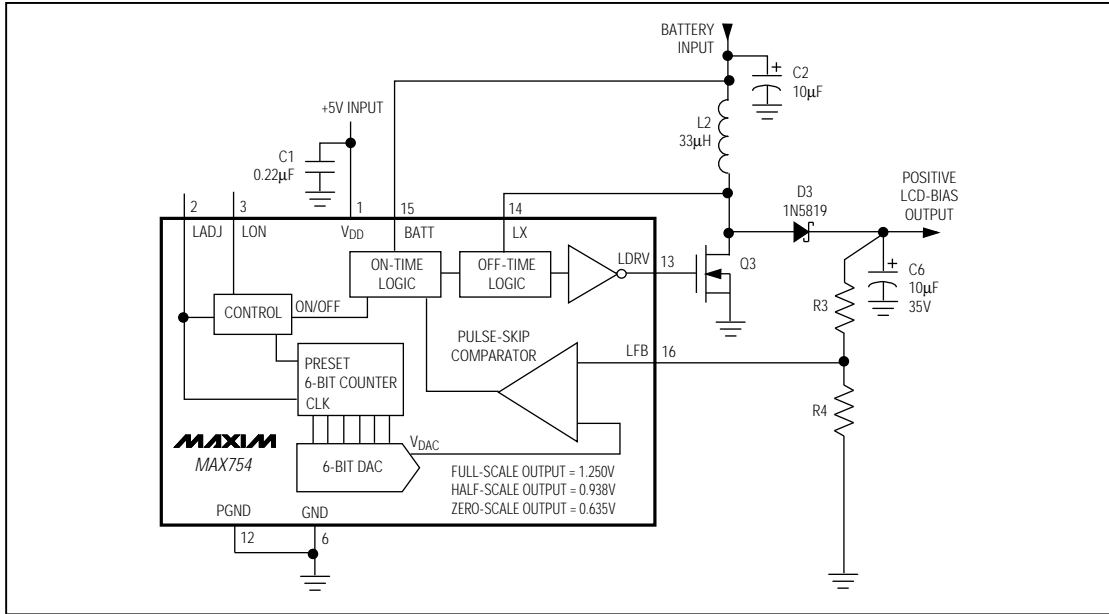 BATTERY
INPUT
C2
10µF
+5V INPUT
L2
33µH
C1
0.22µF
POSITIVE
LCD-BIAS
OUTPUT
D3
1N5819
2
3
1
15
14
LADJ
LON
VDD
BATT
LX
ON-TIME
LOGIC
OFF-TIME
LOGIC
LDRV
13
Q3
C6
10µF
35V
R3
CONTROL
ON/OFF
PULSE-SKIP
COMPARATOR
LFB
16
PRESET
6-BIT COUNTER
CLK
R4
MAXIM
MAX754
VDAC
6-BIT DAC
FULL-SCALE OUTPUT = 1.250V
HALF-SCALE OUTPUT = 0.938V
ZERO-SCALE OUTPUT = 0.635V
PGND
GND
12
6